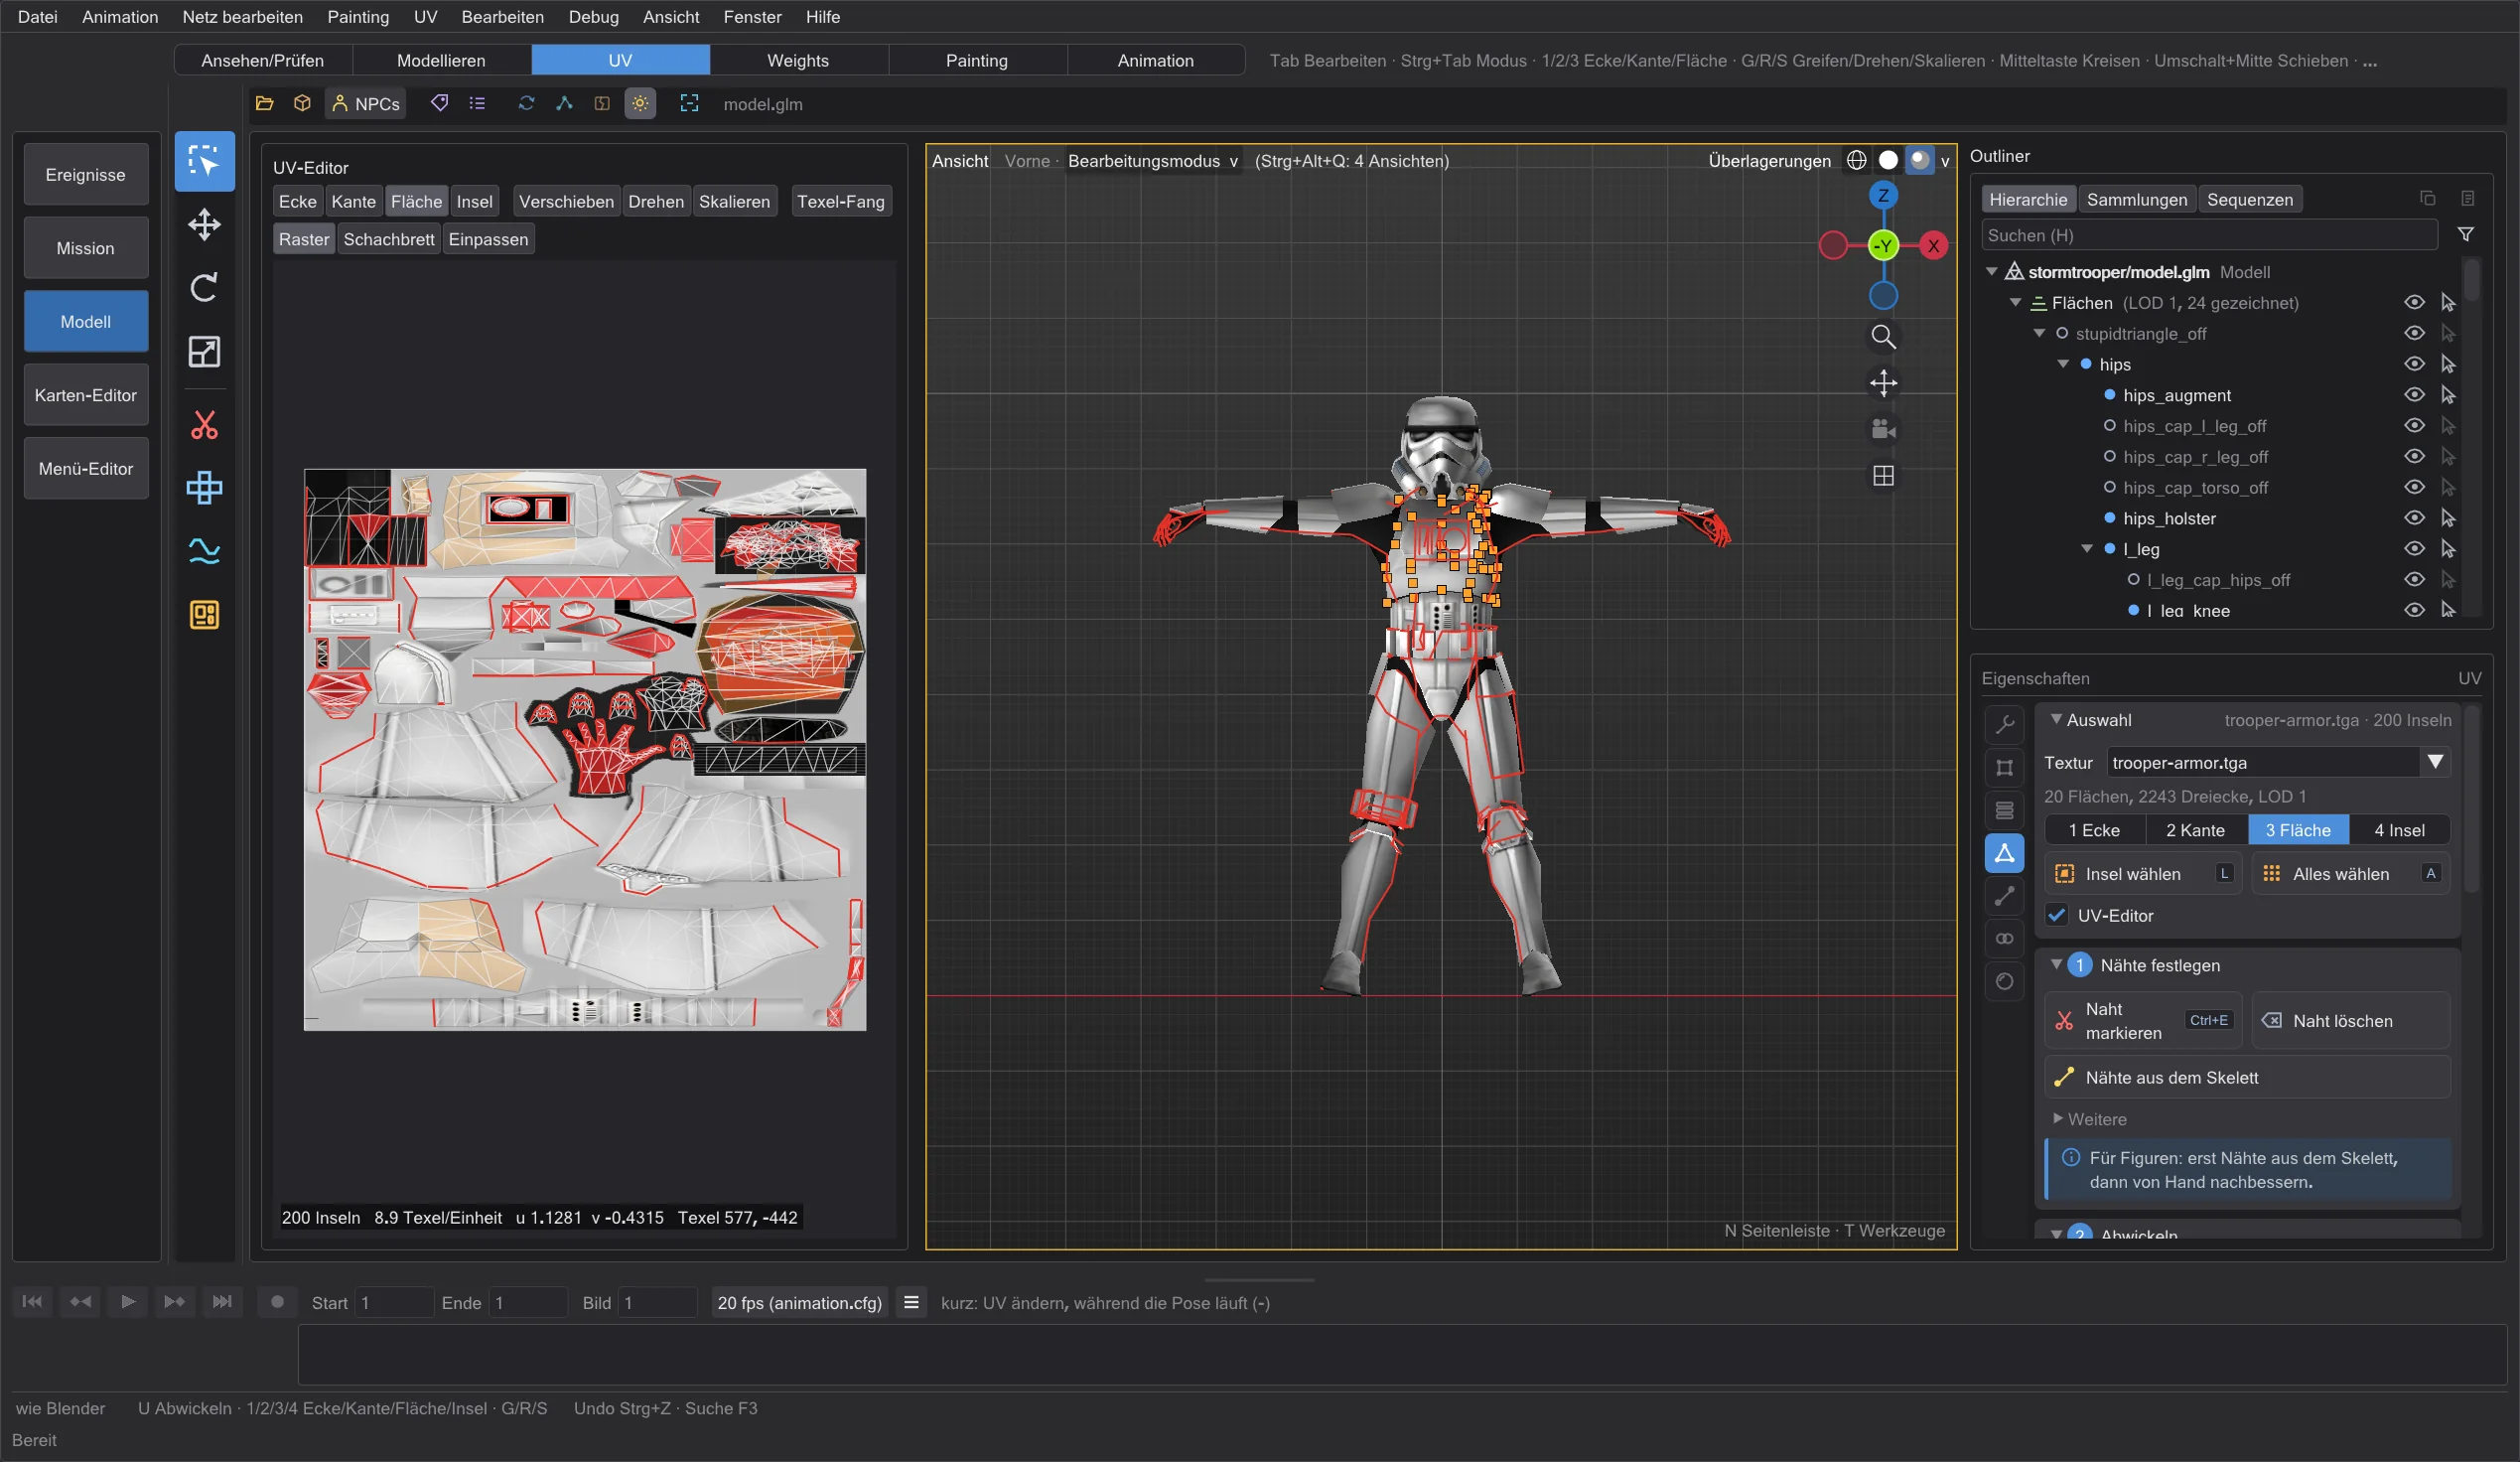 Datei Animation Netz bearbeiten Painting UV Bearbeiten Debug Ansicht Fenster Hilfe
Ansehen/Prüfen Modellieren UV Weights Painting Animation Tab Bearbeiten · Strg+Tab Modus · 1/2/3 Ecke/Kante/Fläche · G/R/S Greifen/Drehen/Skalieren · Mitteltaste Kreisen · Umschalt+Mitte Schieben · ...
NPCs model.glm
Ereignisse
Mission
Modell
Karten-Editor
Menü-Editor
UV-Editor
Ecke Kante Fläche Insel Verschieben Drehen Skalieren Texel-Fang
Raster Schachbrett Einpassen
200 Inseln 8.9 Texel/Einheit u 1.1281 v -0.4315 Texel 577, -442
Ansicht Vorne · Bearbeitungsmodus v (Strg+Alt+Q: 4 Ansichten) Überlagerungen v
Z
-Y X
N Seitenleiste · T Werkzeuge
Outliner
Hierarchie Sammlungen Sequenzen
Suchen (H)
stormtrooper/model.glm Modell
Flächen (LOD 1, 24 gezeichnet)
stupidtriangle_off
hips
hips_augment
hips_cap_l_leg_off
hips_cap_r_leg_off
hips_cap_torso_off
hips_holster
l_leg
l_leg_cap_hips_off
l_leg_knee
Eigenschaften UV
Auswahl trooper-armor.tga · 200 Inseln
Textur trooper-armor.tga
20 Flächen, 2243 Dreiecke, LOD 1
1 Ecke 2 Kante 3 Fläche 4 Insel
Insel wählen L Alles wählen A
UV-Editor
1 Nähte festlegen
Naht markieren Ctrl+E Naht löschen
Nähte aus dem Skelett
Weitere
Für Figuren: erst Nähte aus dem Skelett,
dann von Hand nachbessern.
2 Abwickeln
Start 1 Ende 1 Bild 1 20 fps (animation.cfg) kurz: UV ändern, während die Pose läuft (-)
wie Blender U Abwickeln · 1/2/3/4 Ecke/Kante/Fläche/Insel · G/R/S Undo Strg+Z · Suche F3
Bereit